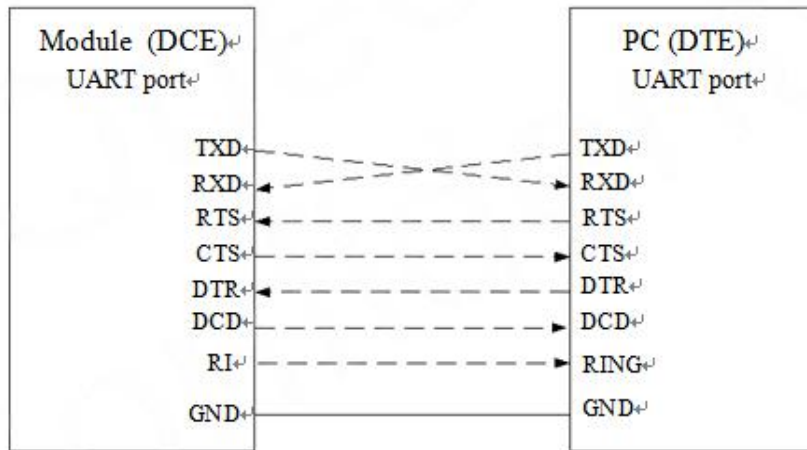 Module (DCE)↵
UART port↵
TXD↵
RXD↵
RTS↵
CTS↵
DTR↵
DCD↵
RI↵
GND↵
PC (DTE)↵
UART port↵
TXD↵
RXD↵
RTS↵
CTS↵
DTR↵
DCD↵
RING↵
GND↵